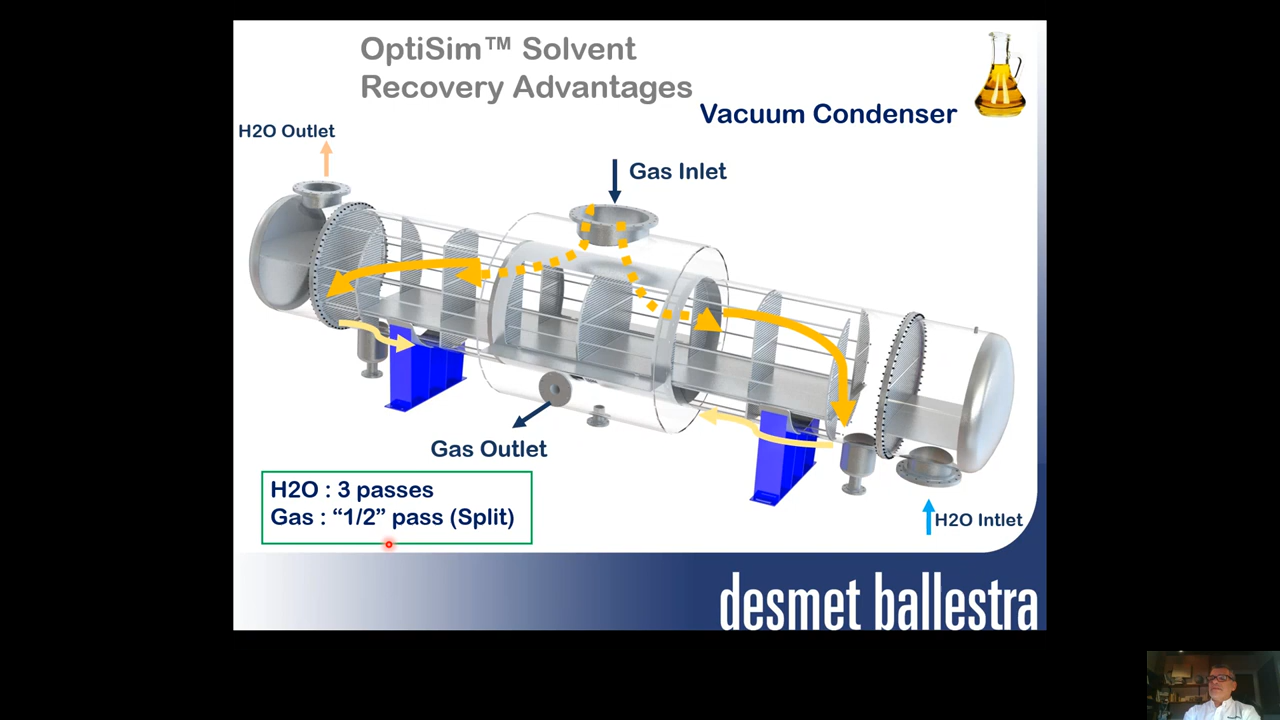 OptiSim™ Solvent
Recovery Advantages
Vacuum Condenser
H2O Outlet
Gas Inlet
Gas Outlet
H2O : 3 passes
Gas : “1/2” pass (Split)
H2O Intlet
desmet ballestra